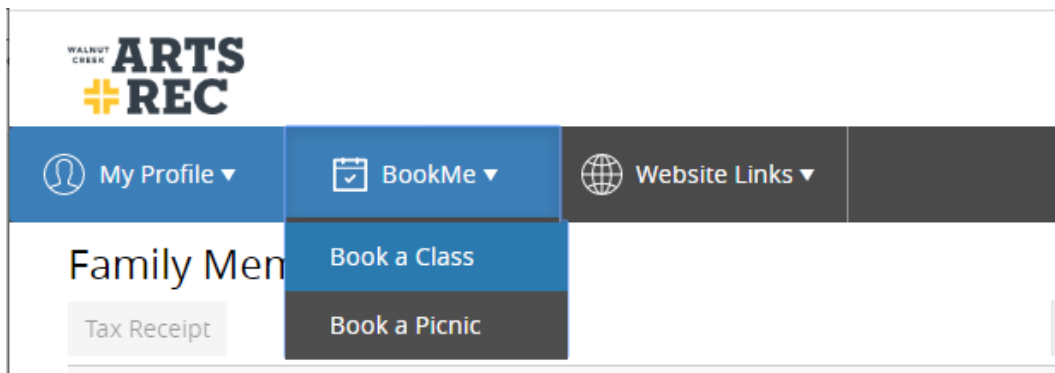 WALNUT CREEK ARTS
REC
My Profile ▾ BookMe ▾ Website Links ▾
Family Mem
Book a Class
Tax Receipt
Book a Picnic